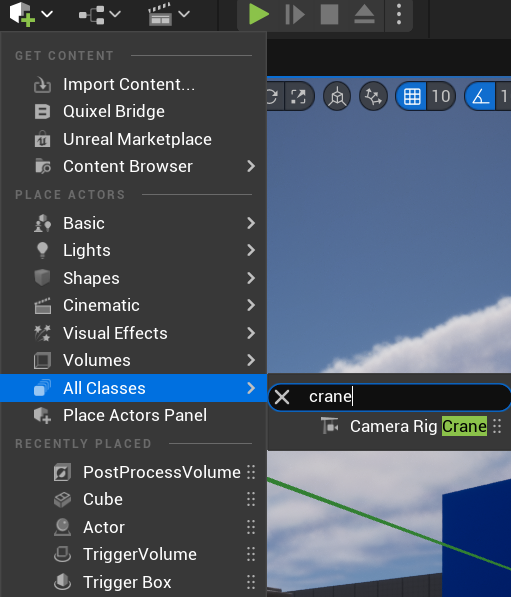 GET CONTENT
Import Content...
Quixel Bridge
Unreal Marketplace
Content Browser
PLACE ACTORS
Basic
Lights
Shapes
Cinematic
Visual Effects
Volumes
All Classes
Place Actors Panel
RECENTLY PLACED
PostProcessVolume
Cube
Actor
TriggerVolume
Trigger Box
10
1
crane
Camera Rig Crane